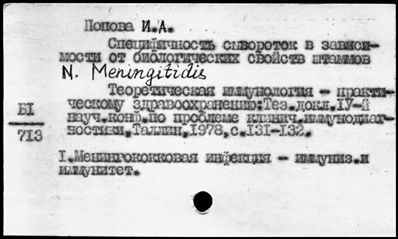 Попова И.А.
Специфичность сывороток в зависи-
мости от биологических свойств штаммов
N. Meningitidis
Теоретическая иммунология - практи-
ческому здравоохранению:Тез.докл.IУ-й
науч.конф.по проблеме клинич.иммунодиаг-
ностики,Таллин,1978,с.131-132.
БI
713
I.Менингококковая инфекция - иммуниз.и
иммунитет.